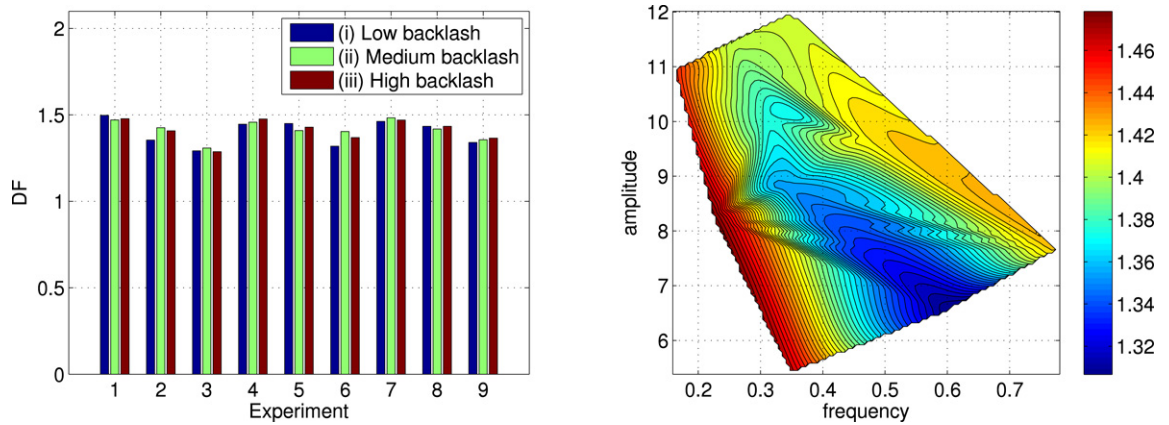 2
1.5
1
0.5
0
DF
(i) Low backlash
(ii) Medium backlash
(iii) High backlash
1 2 3 4 5 6 7 8 9
Experiment
12
11
10
9
8
7
6
amplitude
0.2 0.3 0.4 0.5 0.6 0.7
frequency
1.46
1.44
1.42
1.4
1.38
1.36
1.34
1.32